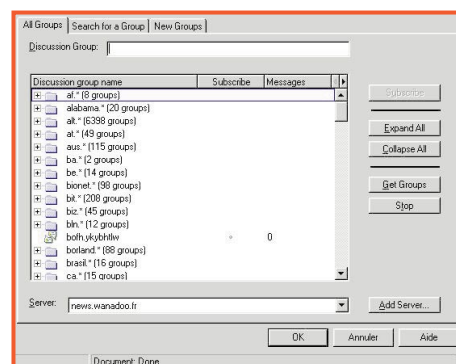 All Groups Search for a Group New Groups
Discussion Group:
Discussion group name Subscribe Messages
af.* (8 groups)
alabama.* (20 groups)
alt.* (6398 groups)
at.* (49 groups)
aus.* (115 groups)
ba.* (2 groups)
be.* (14 groups)
bionet.* (98 groups)
bit.* (208 groups)
biz.* (45 groups)
bln.* (12 groups)
bofh.ykybhtlw 0
borland.* (88 groups)
brasil.* (16 groups)
ca.* (15 groups)
Subscribe
Expand All
Collapse All
Get Groups
Stop
Server: news.wanadoo.fr Add Server...
OK Annuler Aide
Document: Done